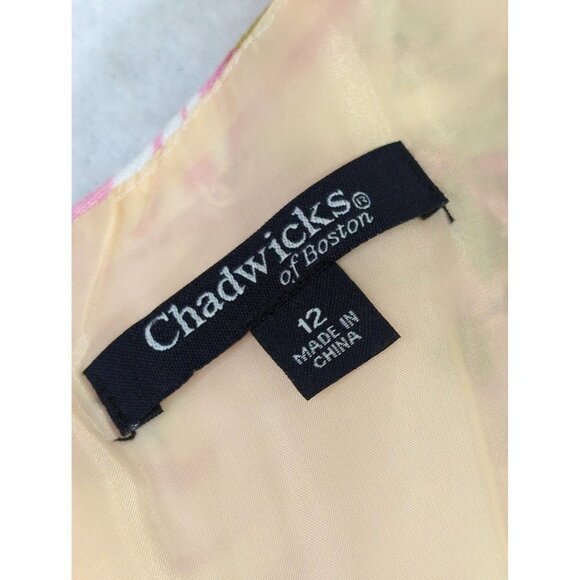 Chadwicks®
of Boston
12
MADE IN
CHINA